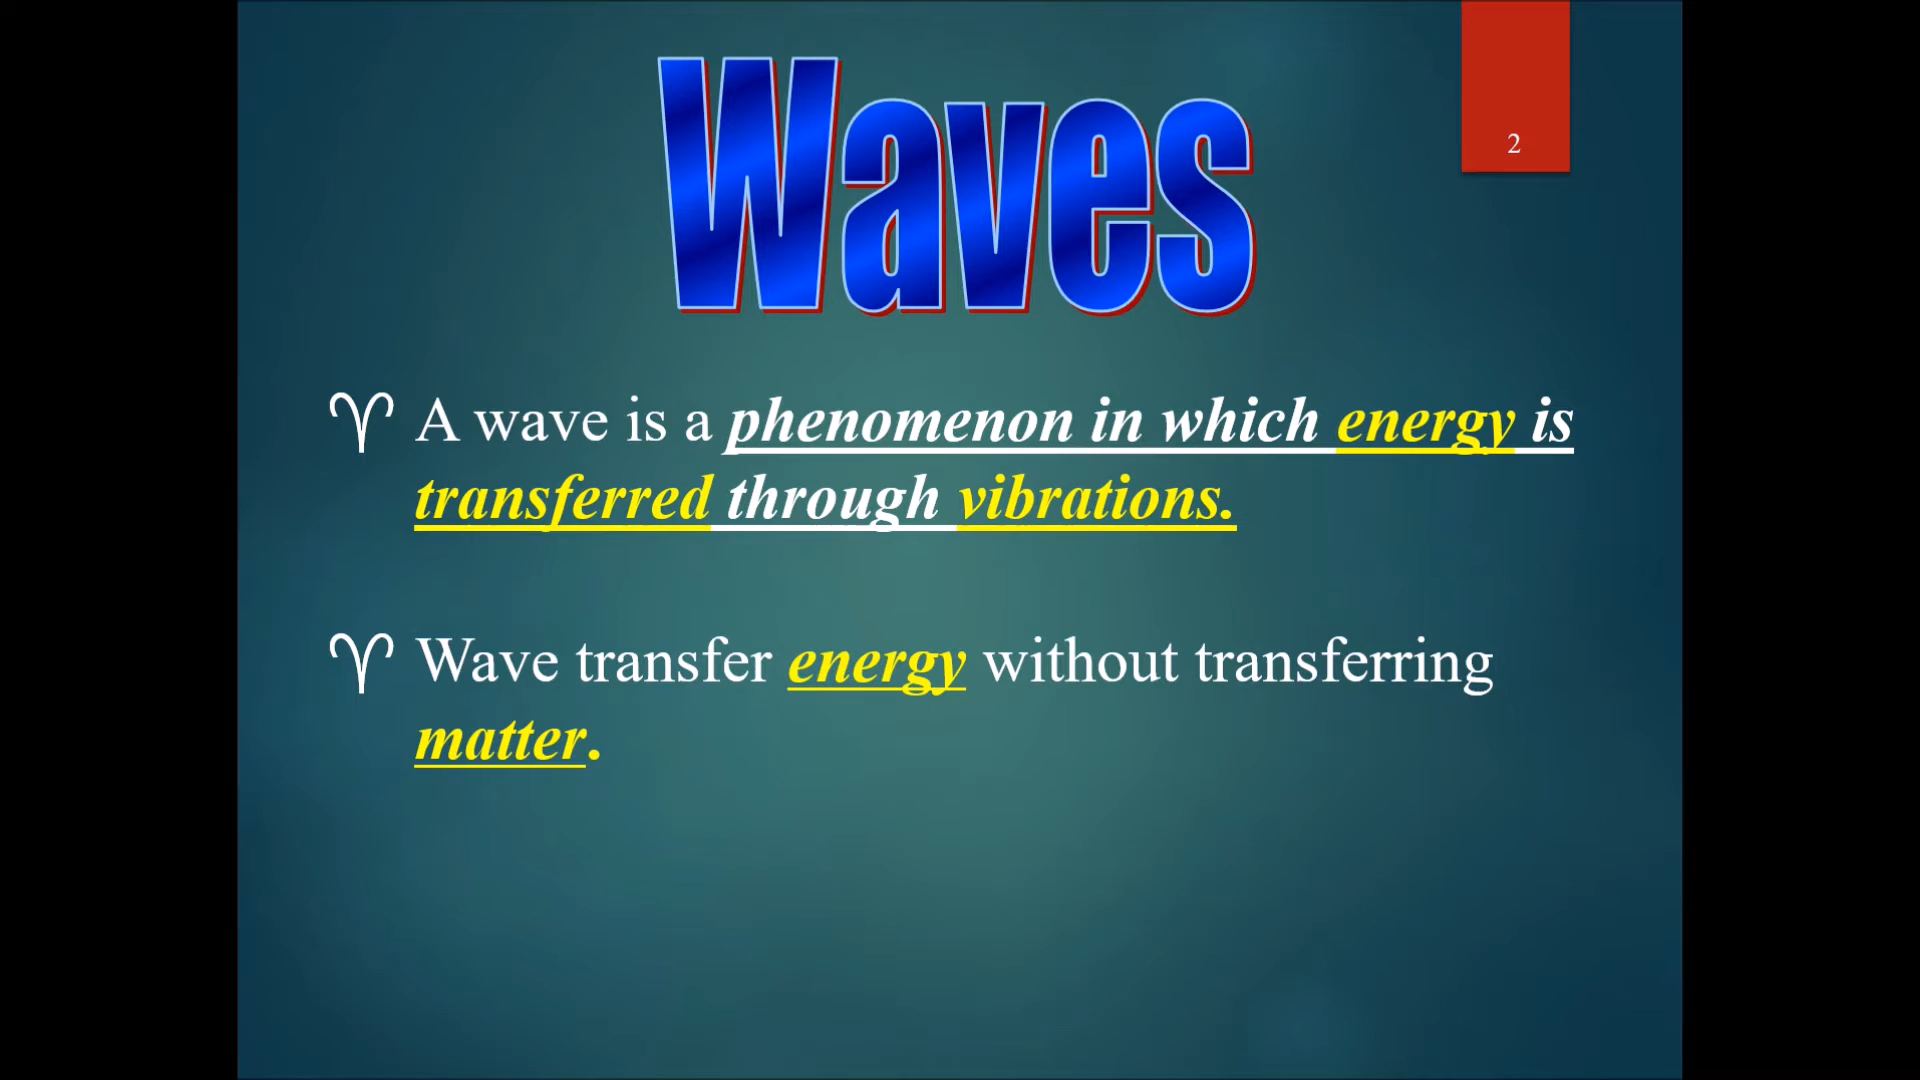 Waves
2
♈ A wave is a phenomenon in which energy is
transferred through vibrations.
♈ Wave transfer energy without transferring
matter.